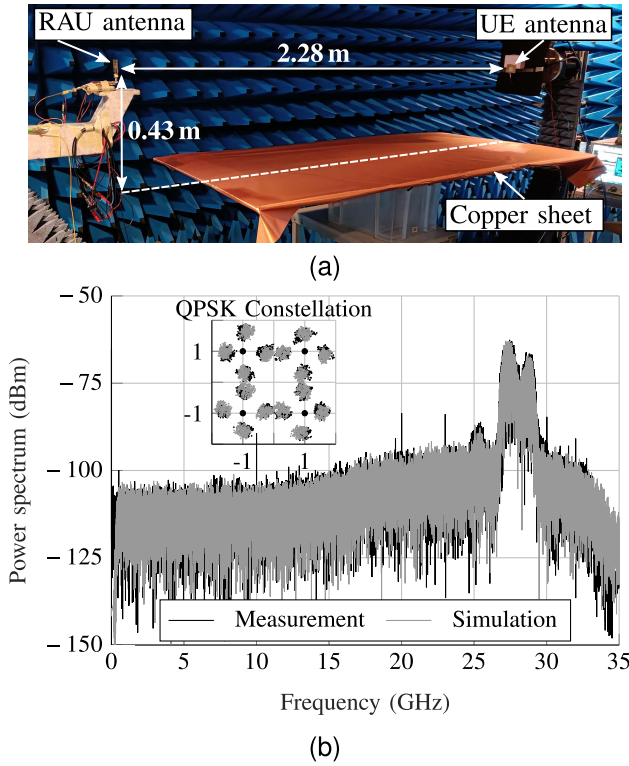 RAU antenna
UE antenna
2.28 m
0.43 m
Copper sheet
(a)
QPSK Constellation
1
-1
-1 1
Power spectrum (dBm)
−50
−75
−100
−125
−150
Measurement Simulation
0 5 10 15 20 25 30 35
Frequency (GHz)
(b)